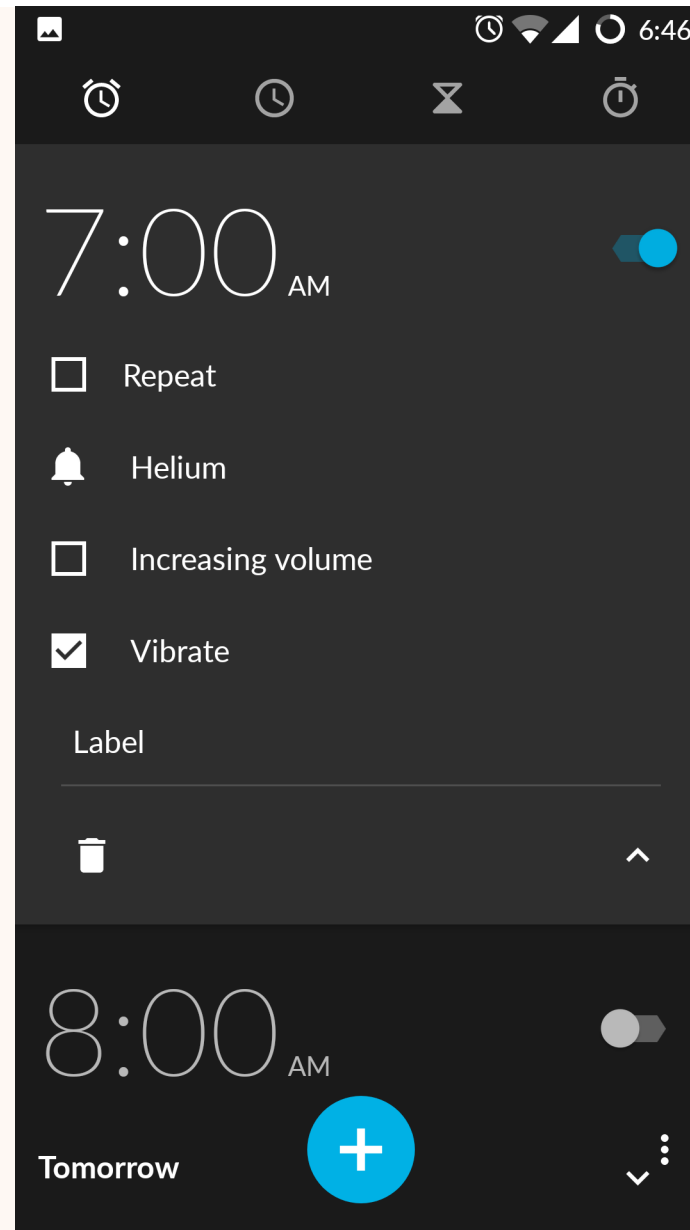 6:46
7:00 AM
Repeat
Helium
Increasing volume
Vibrate
Label
8:00 AM
Tomorrow